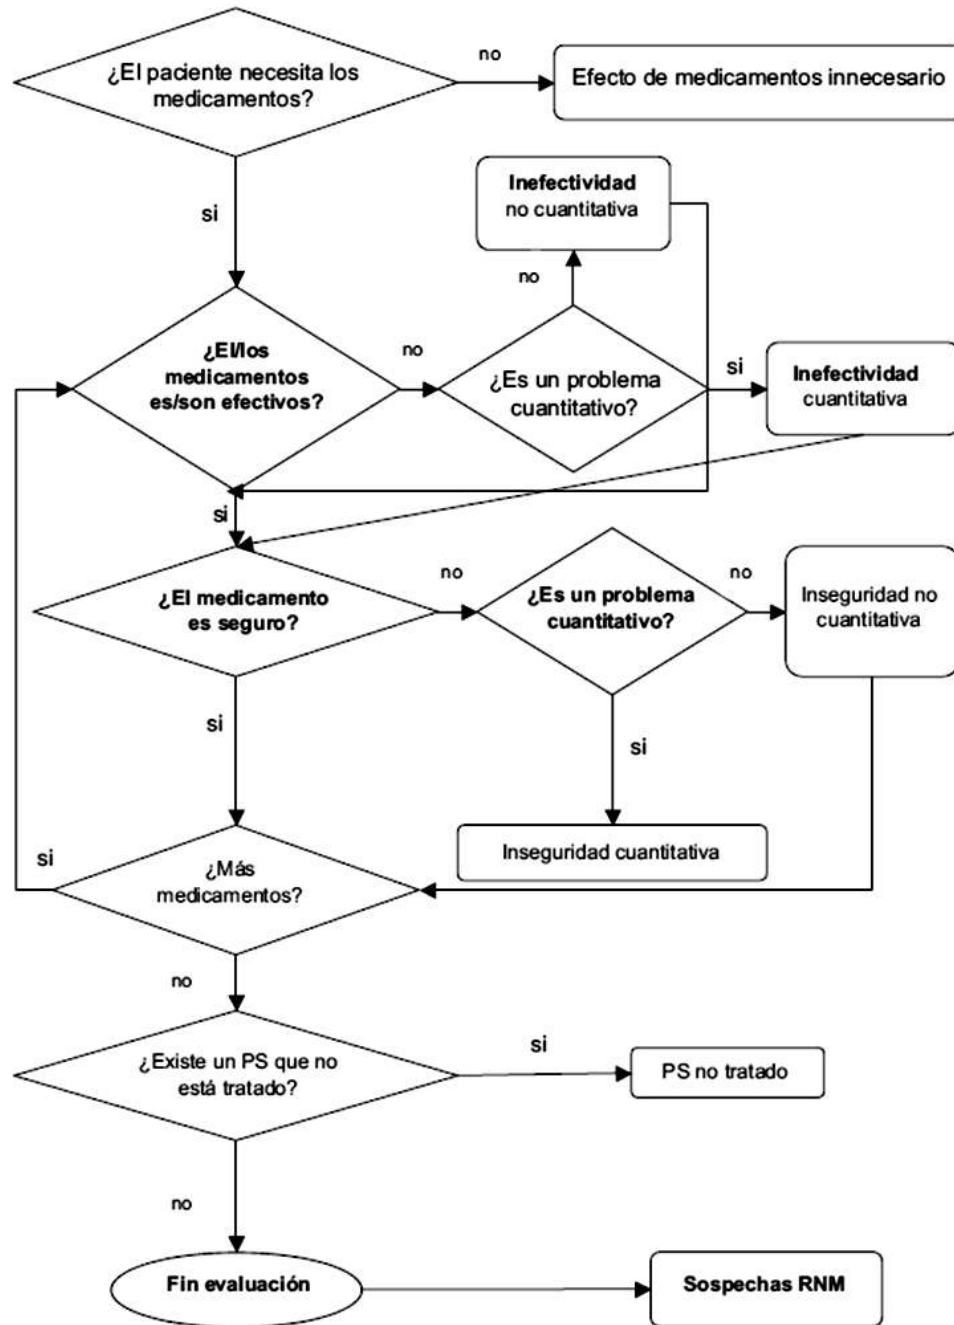 ¿El paciente necesita los
medicamentos?
no
Efecto de medicamentos innecesario
si
Inefectividad
no cuantitativa
no
¿El/los
medicamentos
es/son efectivos?
no
¿Es un problema
cuantitativo?
si
Inefectividad
cuantitativa
si
¿El medicamento
es seguro?
no
¿Es un problema
cuantitativo?
no
Inseguridad no
cuantitativa
si
si
Inseguridad cuantitativa
si
¿Más
medicamentos?
no
¿Existe un PS que no
está tratado?
si
PS no tratado
no
Fin evaluación
Sospechas RNM